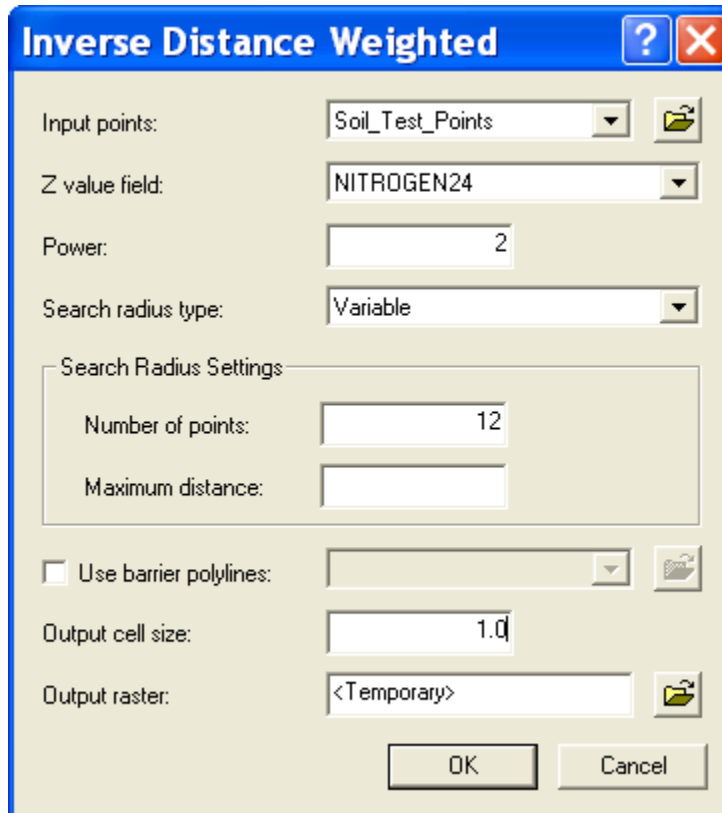 Inverse Distance Weighted
Input points: Soil_Test_Points
Z value field: NITROGEN24
Power: 2
Search radius type: Variable
Search Radius Settings
Number of points: 12
Maximum distance:
Use barrier polylines:
Output cell size: 1.0
Output raster: <Temporary>
OK Cancel